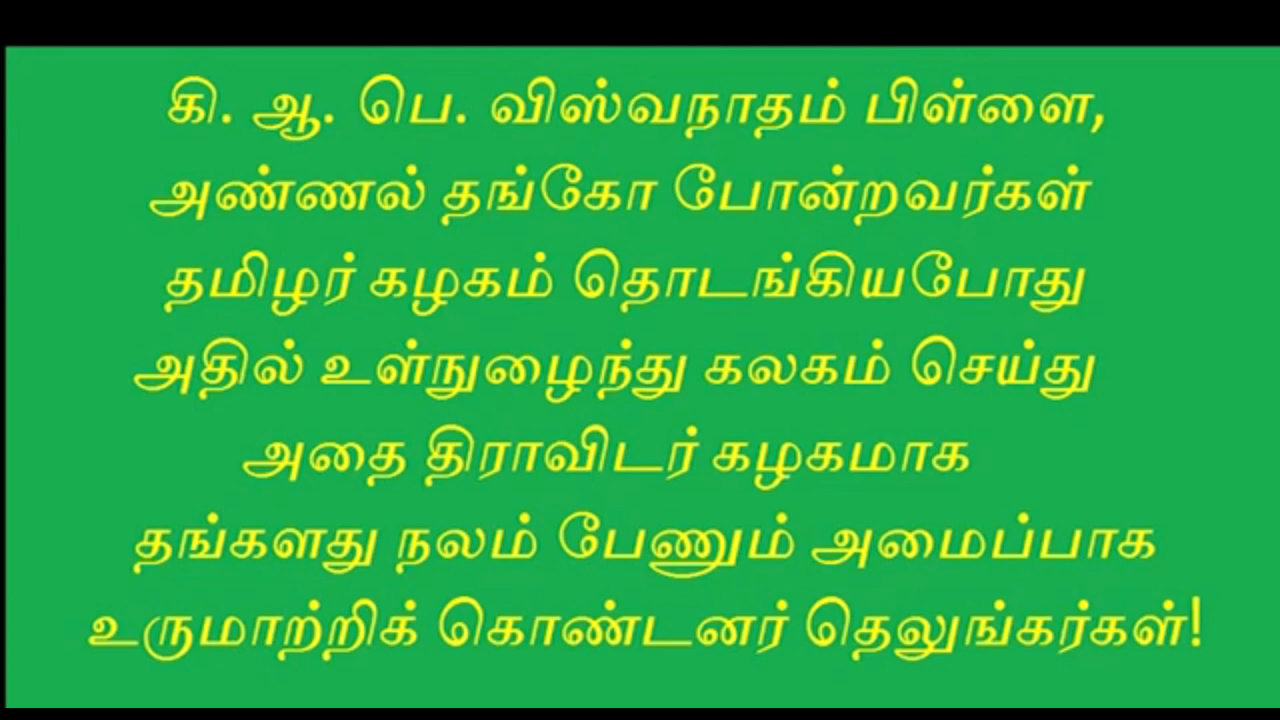 கி. ஆ. பெ. விஸ்வநாதம் பிள்ளை,
அண்ணல் தங்கோ போன்றவர்கள்
தமிழர் கழகம் தொடங்கியபோது
அதில் உள்நுழைந்து கலகம் செய்து
அதை திராவிடர் கழகமாக
தங்களது நலம் பேணும் அமைப்பாக
உருமாற்றிக் கொண்டனர் தெலுங்கர்கள்!